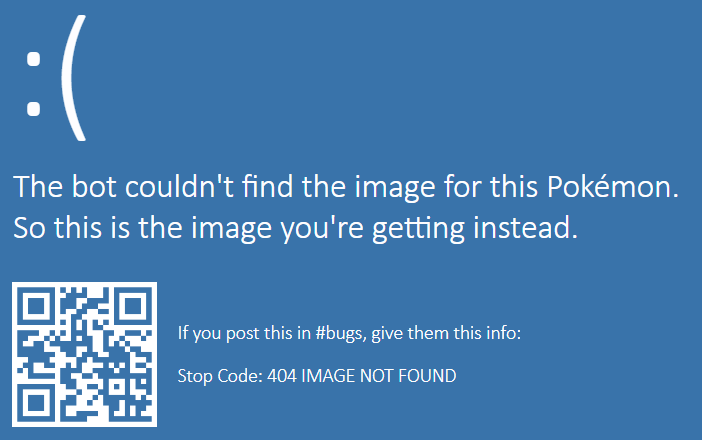 :(
The bot couldn't find the image for this Pokémon.
So this is the image you're getting instead.
If you post this in #bugs, give them this info:
Stop Code: 404 IMAGE NOT FOUND